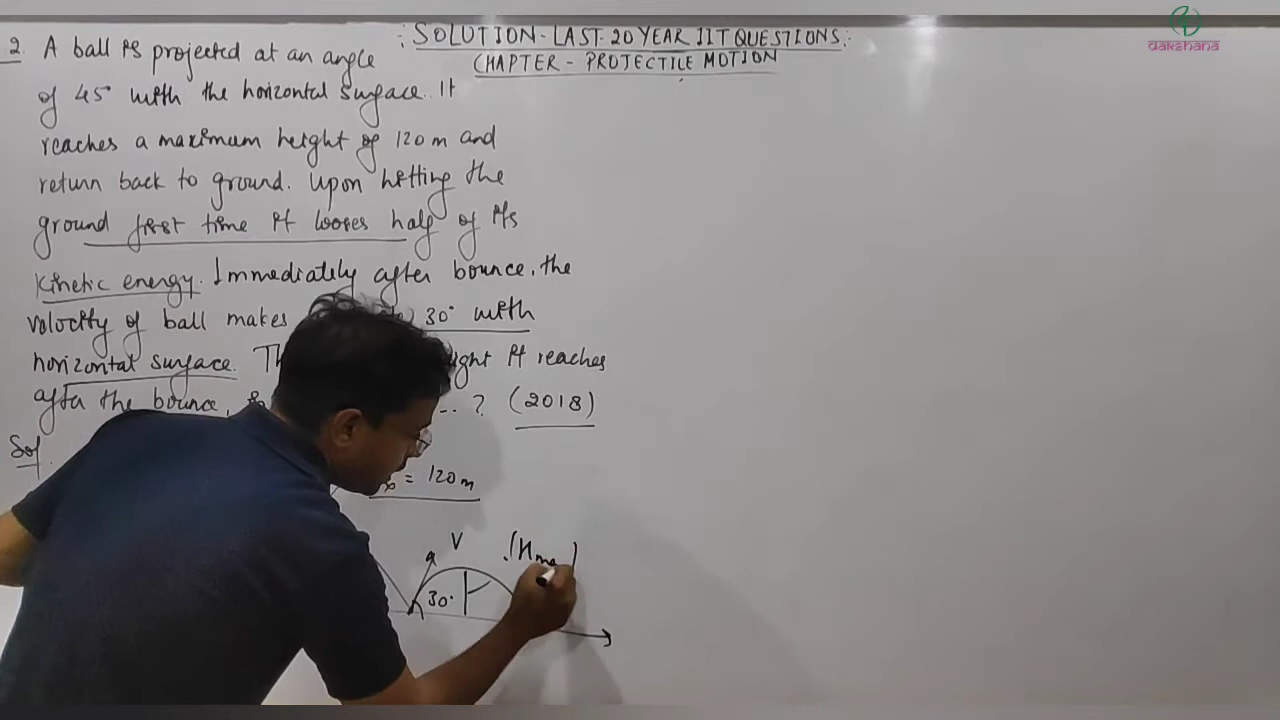 : SOLUTION - LAST 20 YEAR IIT QUESTIONS :
CHAPTER - PROJECTILE MOTION
dakshana
2. A ball is projected at an angle
of 45° with the horizontal surface. It
reaches a maximum height of 120 m and
return back to ground. Upon hitting the
ground first time it looses half of its
kinetic energy. Immediately after bounce, the
velocity of ball makes 30° with
horizontal surface. it reaches
after the bounce, .. ? (2018)
Sol.
= 120 m
V
30°